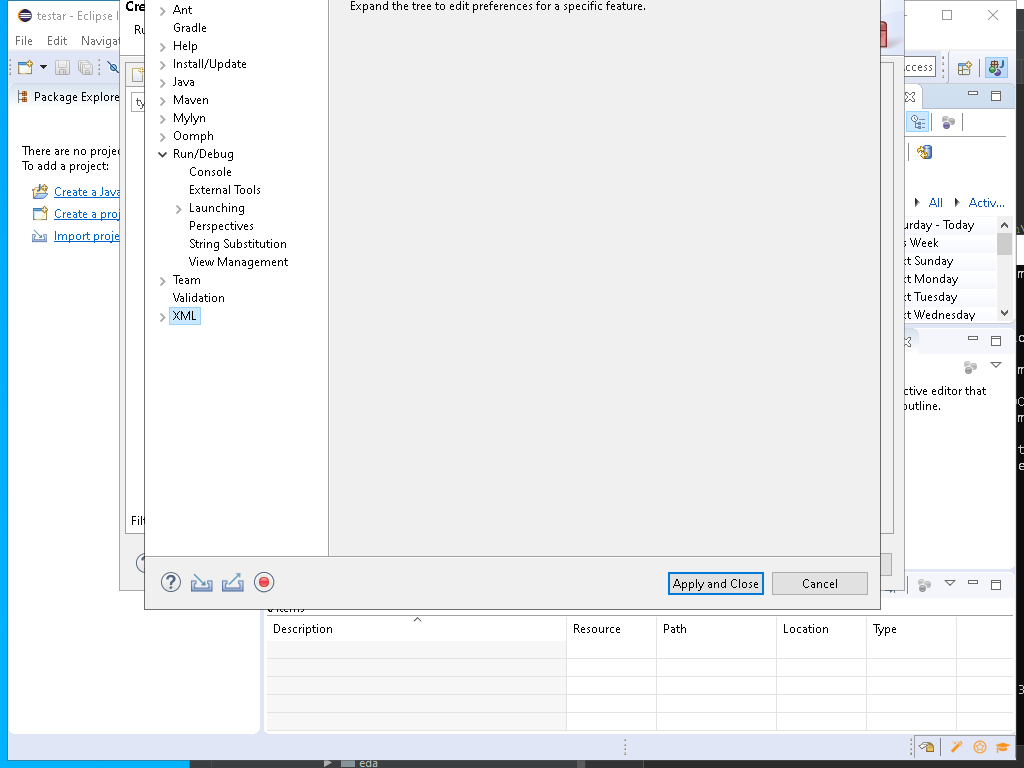 testar - Eclipse I
File Edit Navigat
Package Explore
There are no projec
To add a project:
Create a Java
Create a proj
Import proje
Cre
Ru
ty
Filt
Ant
Gradle
Help
Install/Update
Java
Maven
Mylyn
Oomph
Run/Debug
Console
External Tools
Launching
Perspectives
String Substitution
View Management
Team
Validation
XML
Expand the tree to edit preferences for a specific feature.
Apply and Close
Cancel
ccess
All
Activ...
urday - Today
s Week
xt Sunday
xt Monday
xt Tuesday
xt Wednesday
ctive editor that
outline.
Description Resource Path Location Type
eda